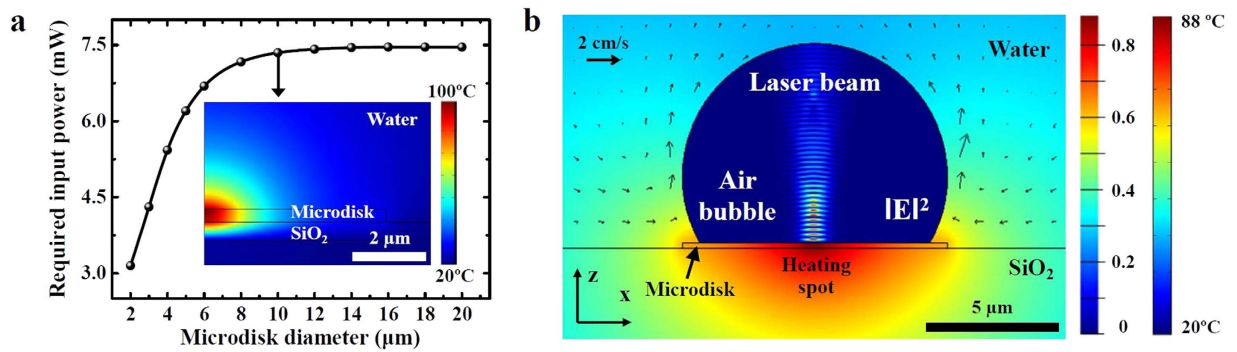 a
Required input power (mW)
7.5
6.0
4.5
3.0
2 4 6 8 10 12 14 16 18 20
Microdisk diameter (µm)
100°C
Water
Microdisk
SiO2
2 µm
20°C
b
2 cm/s
Water
Laser beam
Air
bubble
|E|²
Heating
spot
Microdisk
SiO2
z
x
5 µm
0.8
0.6
0.4
0.2
0
88 °C
20°C